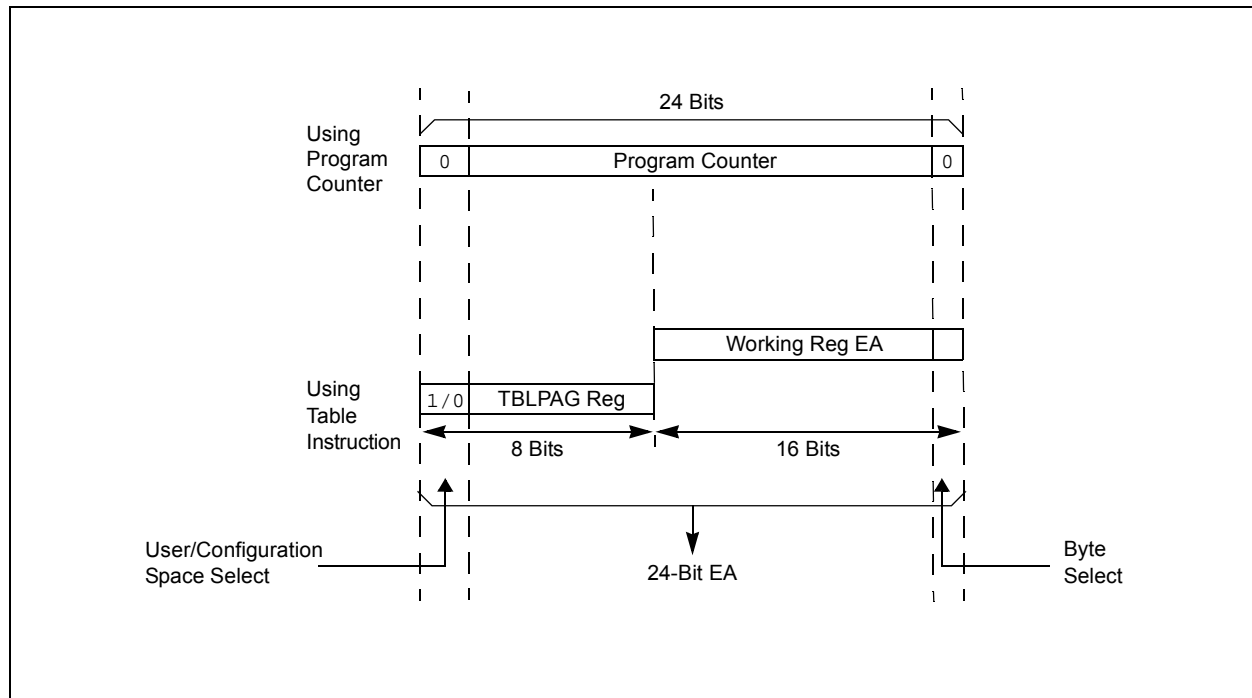 24 Bits
Using
Program
Counter
0
Program Counter
0
Working Reg EA
Using
Table
Instruction
1/0
TBLPAG Reg
8 Bits
16 Bits
User/Configuration
Space Select
24-Bit EA
Byte
Select